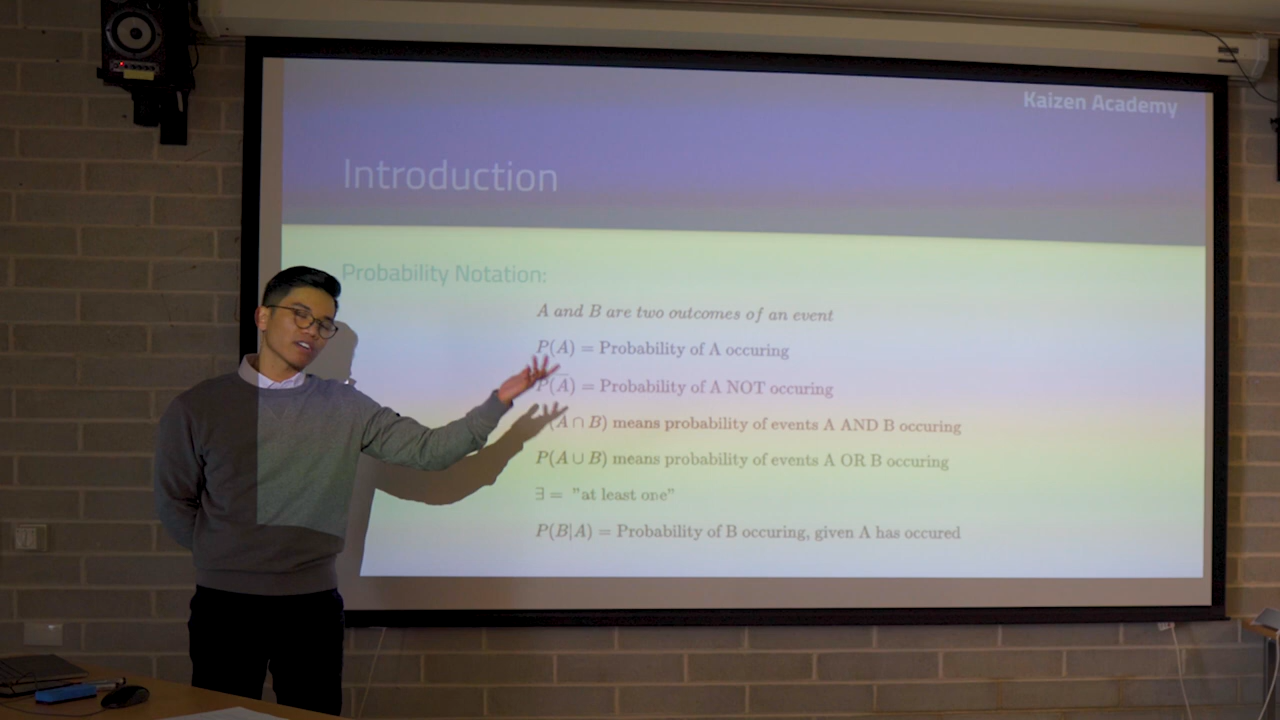 Kaizen Academy
Introduction
Probability Notation:
A and B are two outcomes of an event
P(A) = Probability of A occuring
P(A̅) = Probability of A NOT occuring
(A ∩ B) means probability of events A AND B occuring
P(A ∪ B) means probability of events A OR B occuring
∃ = "at least one"
P(B|A) = Probability of B occuring, given A has occured